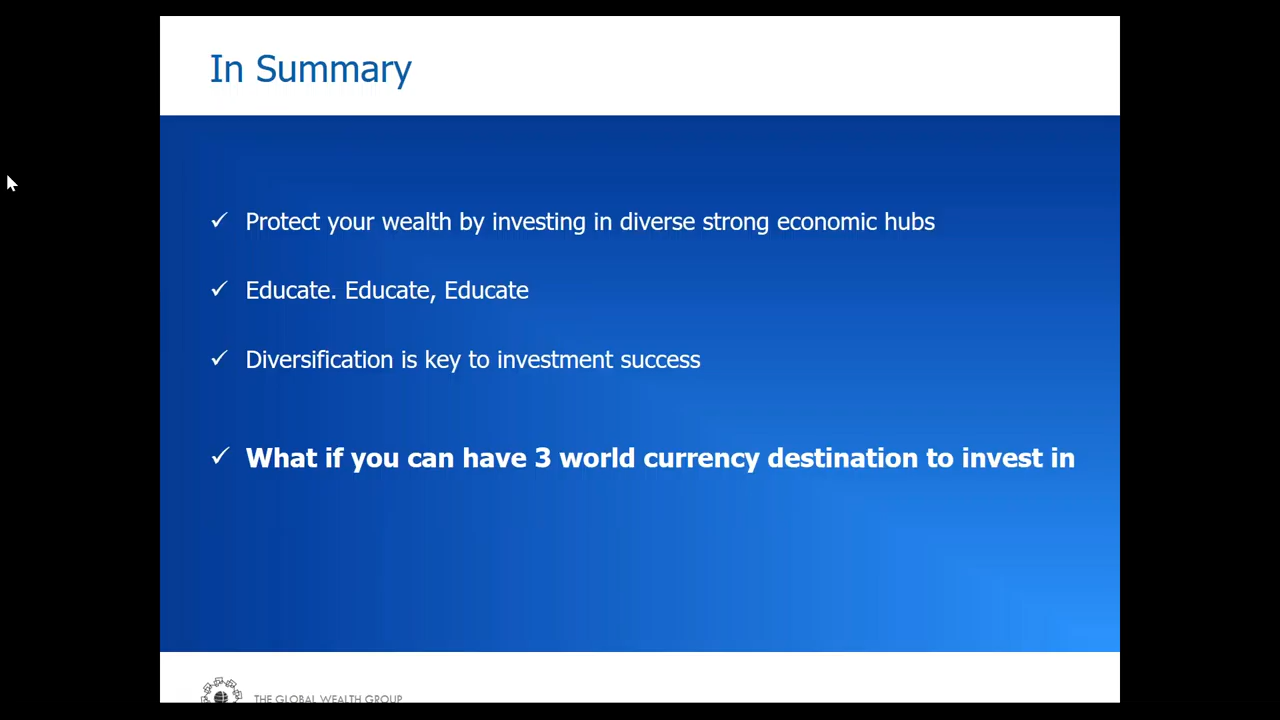 In Summary
✓ Protect your wealth by investing in diverse strong economic hubs
✓ Educate. Educate, Educate
✓ Diversification is key to investment success
✓ What if you can have 3 world currency destination to invest in
THE GLOBAL WEALTH GROUP